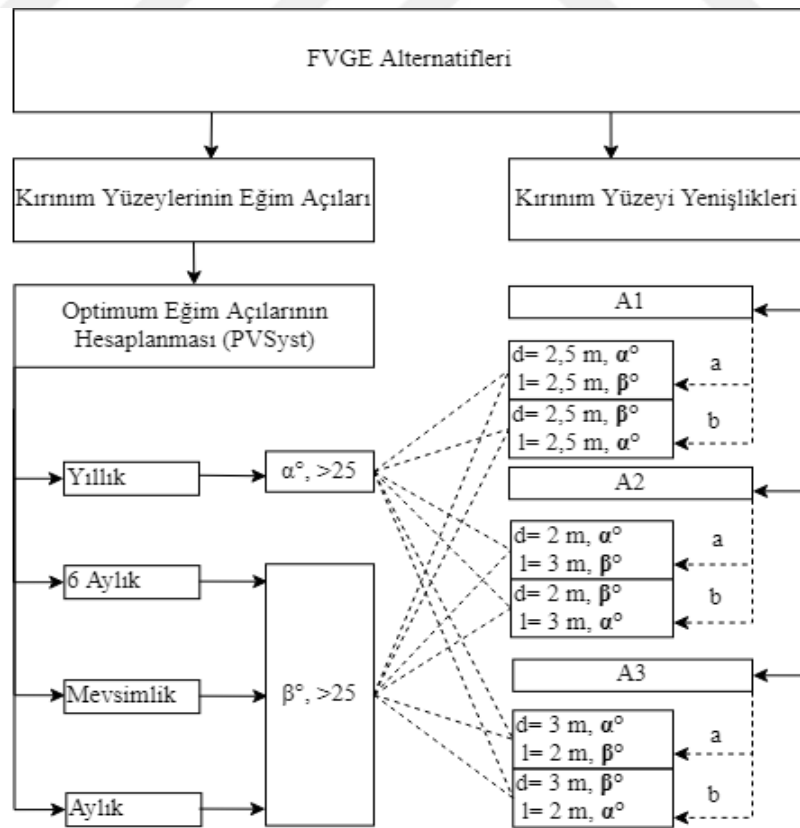 FVGE Alternatifleri
Kırınım Yüzeylerinin Eğim Açıları
Kırınım Yüzeyi Yenişlikleri
Optimum Eğim Açılarının
Hesaplanması (PVSyst)
Yıllık
α°, >25
6 Aylık
Mevsimlik
β°, >25
Aylık
A1
d= 2,5 m, α°
l= 2,5 m, β°
a
d= 2,5 m, β°
l= 2,5 m, α°
b
A2
d= 2 m, α°
l= 3 m, β°
a
d= 2 m, β°
l= 3 m, α°
b
A3
d= 3 m, α°
l= 2 m, β°
a
d= 3 m, β°
l= 2 m, α°
b